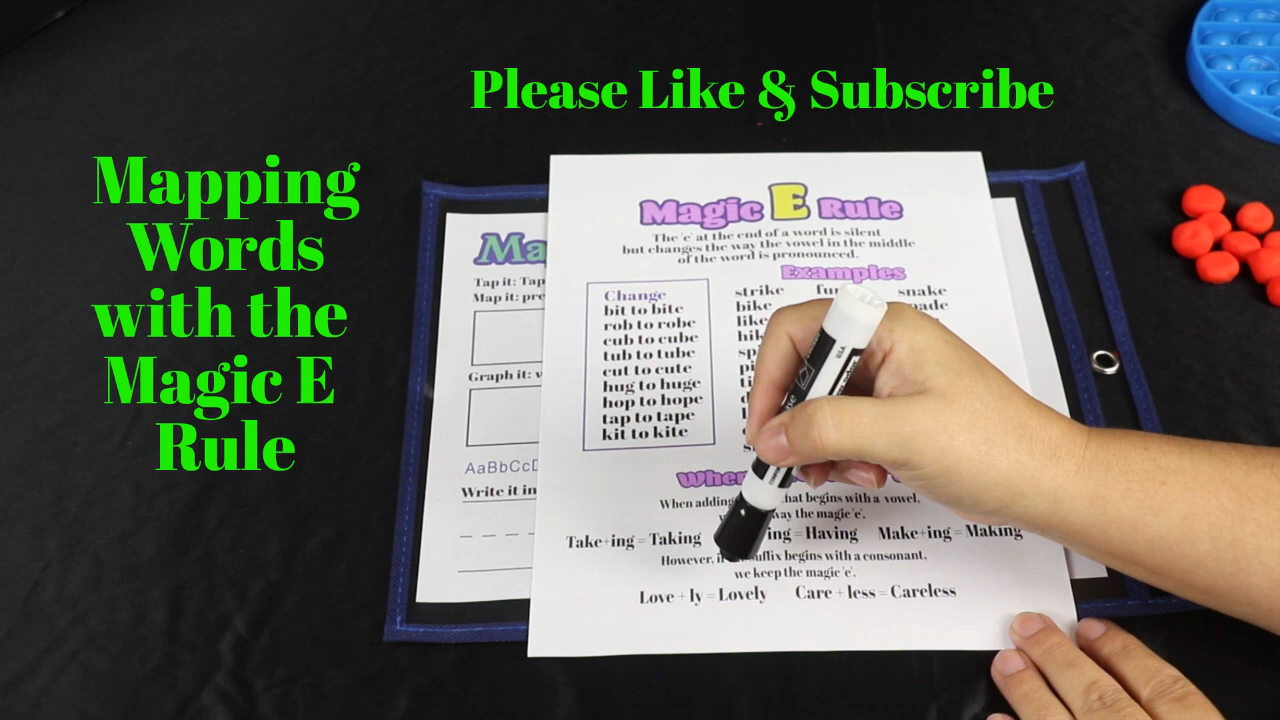 Please Like & Subscribe
Mapping
Words
with the
Magic E
Rule
Magic E Rule
The 'e' at the end of a word is silent
but changes the way the vowel in the middle
of the word is pronounced.
Examples
Change
bit to bite
rob to robe
cub to cube
tub to tube
cut to cute
hug to huge
hop to hope
tap to tape
kit to kite
strike snake
bike
When adding that begins with a vowel,
the magic 'e'.
Take+ing = Taking ing = Having Make+ing = Making
However, suffix begins with a consonant,
we keep the magic 'e'.
Love + ly = Lovely Care + less = Careless
Tap it: Tap
Map it:
Graph it:
AaBbCc
Write it in
USA